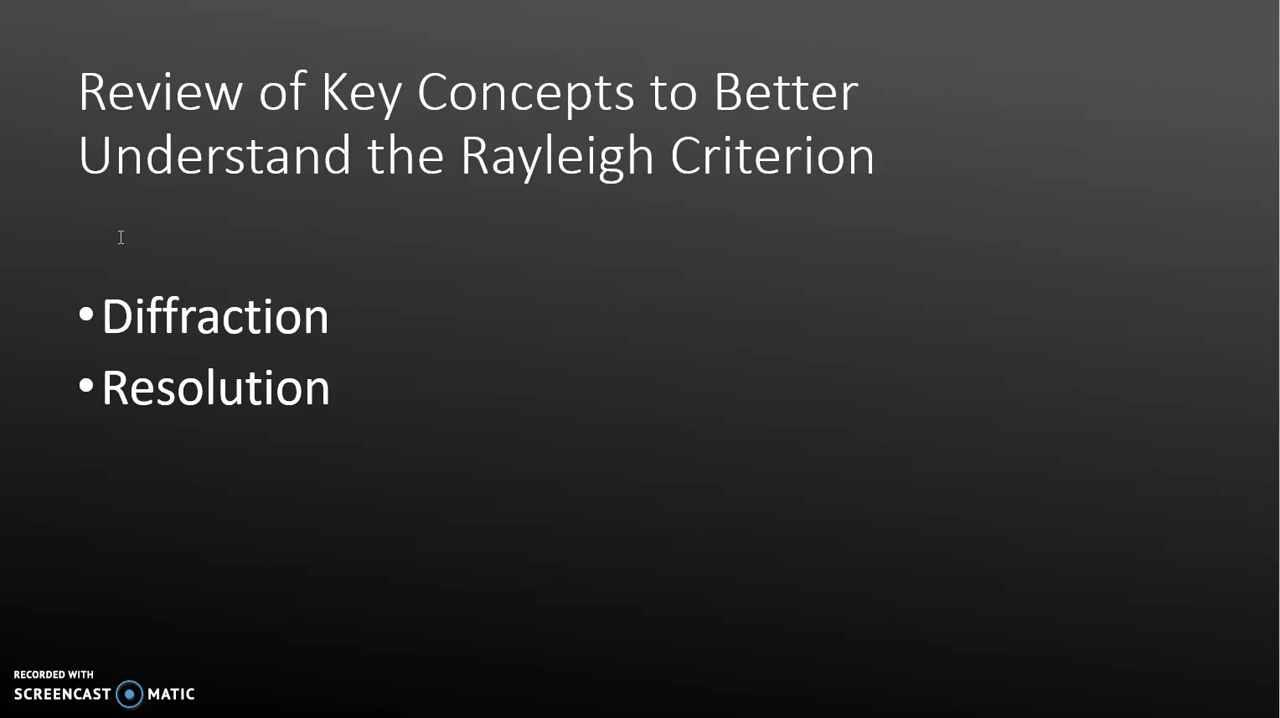 Review of Key Concepts to Better
Understand the Rayleigh Criterion
• Diffraction
• Resolution
RECORDED WITH
SCREENCAST MATIC